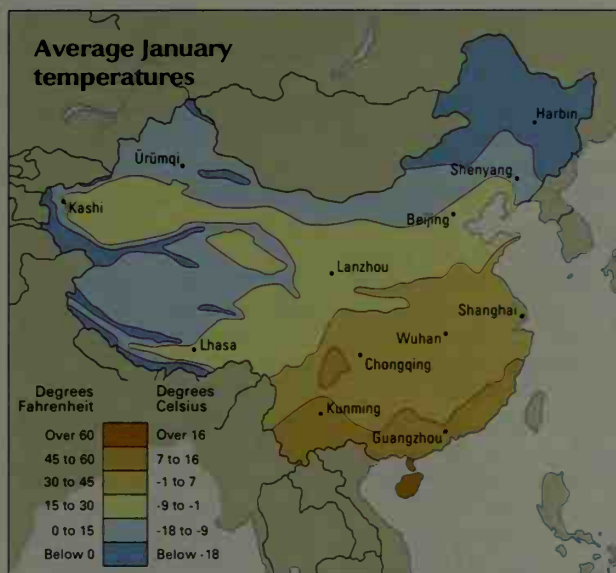 Average January
temperatures
Harbin
Ürümqi
Shenyang
Kashi
Beijing
Lanzhou
Shanghai
Wuhan
Lhasa
Chongqing
Kunming
Guangzhou
Degrees Fahrenheit
Degrees Celsius
Over 60 Over 16
45 to 60 7 to 16
30 to 45 -1 to 7
15 to 30 -9 to -1
0 to 15 -18 to -9
Below 0 Below -18